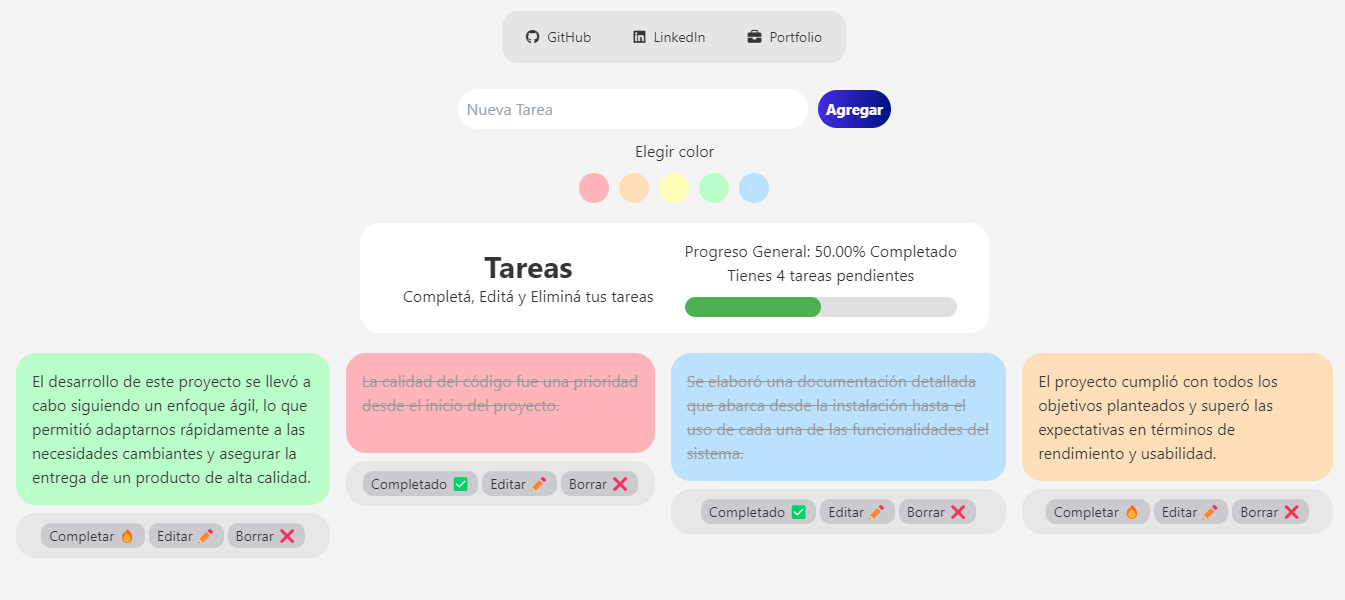 GitHub LinkedIn Portfolio
Nueva Tarea Agregar
Elegir color
Tareas
Completá, Editá y Eliminá tus tareas
Progreso General: 50.00% Completado
Tienes 4 tareas pendientes
El desarrollo de este proyecto se llevó a
cabo siguiendo un enfoque ágil, lo que
permitió adaptarnos rápidamente a las
necesidades cambiantes y asegurar la
entrega de un producto de alta calidad.
Completar Editar Borrar
La calidad del código fue una prioridad
desde el inicio del proyecto.
Completado Editar Borrar
Se elaboró una documentación detallada
que abarca desde la instalación hasta el
uso de cada una de las funcionalidades del
sistema.
Completado Editar Borrar
El proyecto cumplió con todos los
objetivos planteados y superó las
expectativas en términos de
rendimiento y usabilidad.
Completar Editar Borrar